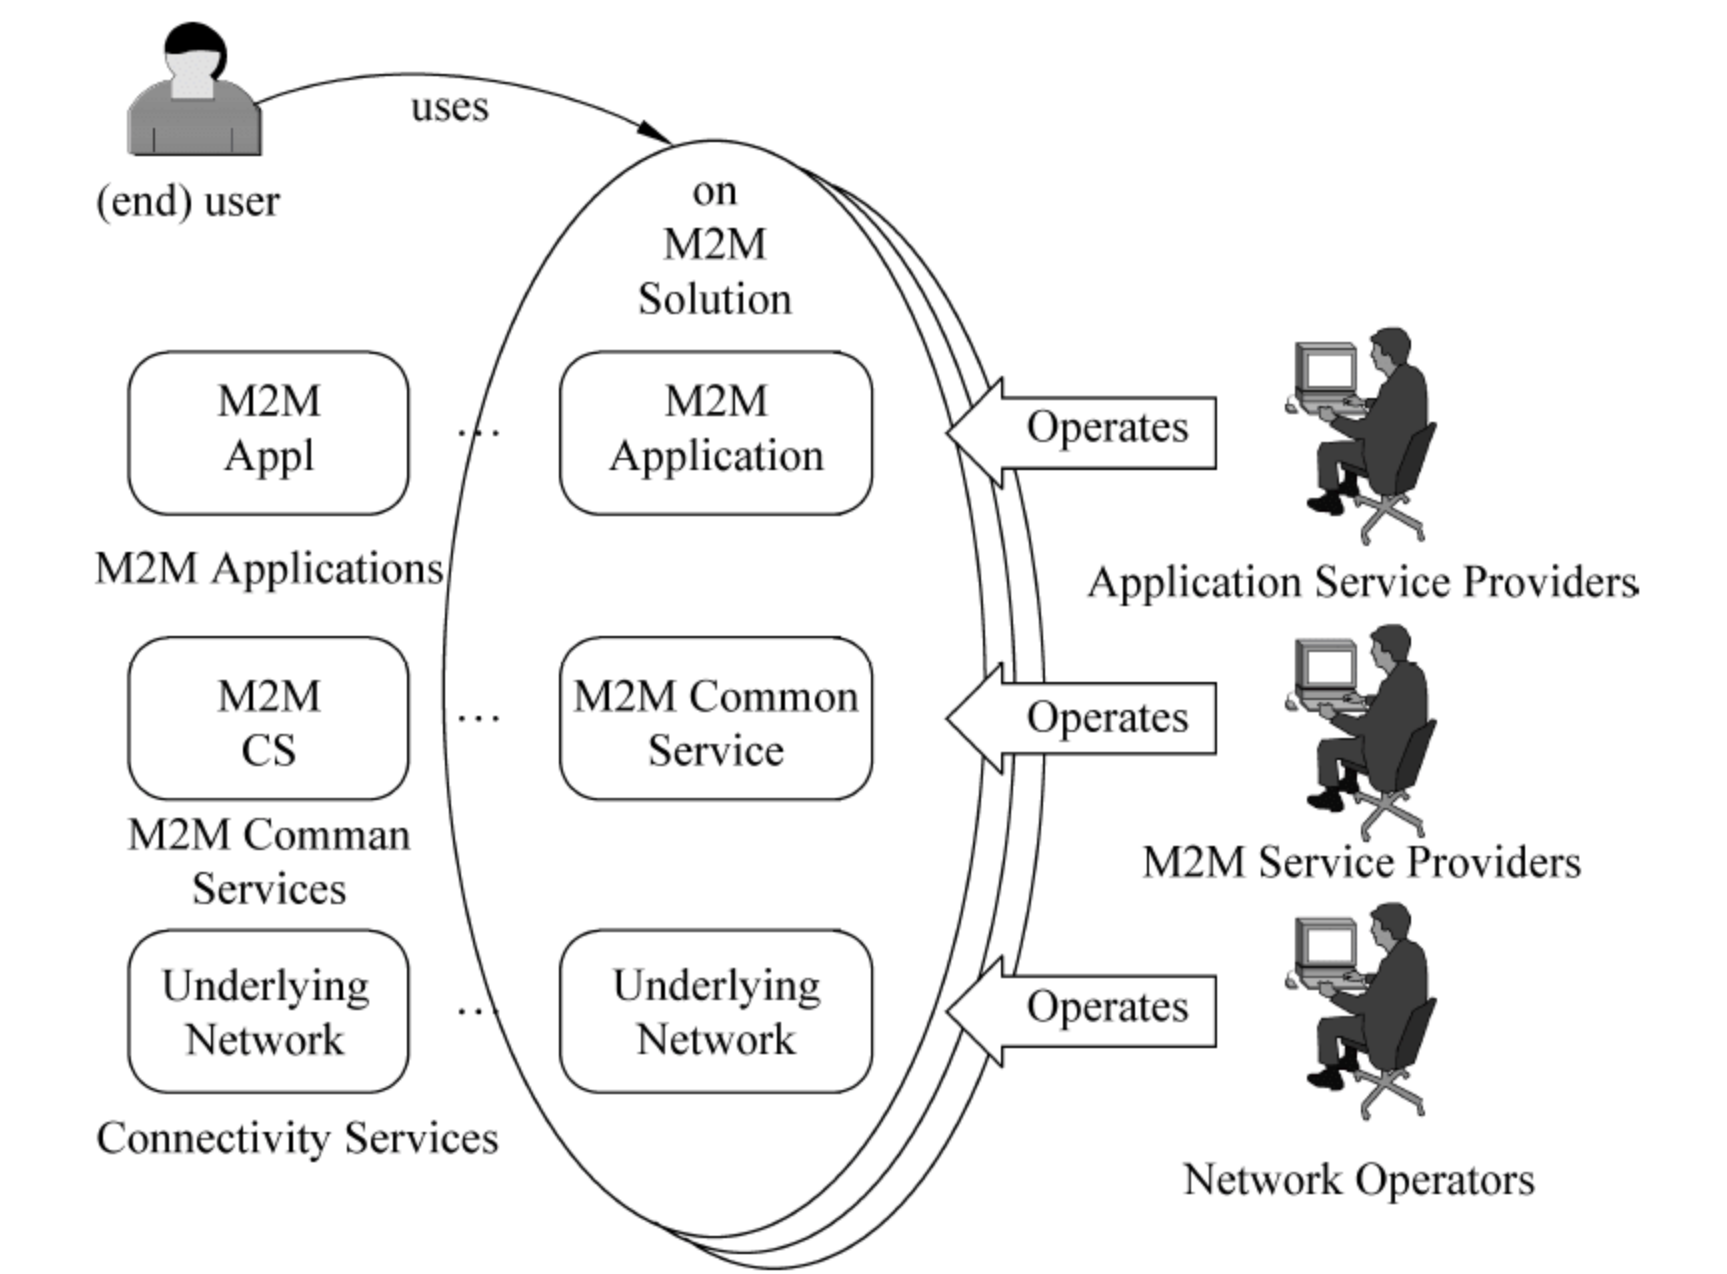 uses
(end) user
on
M2M
Solution
M2M
Appl
...
M2M
Application
Operates
M2M Applications
Application Service Providers
M2M
CS
...
M2M Common
Service
Operates
M2M Comman
Services
M2M Service Providers
Underlying
Network
...
Underlying
Network
Operates
Connectivity Services
Network Operators